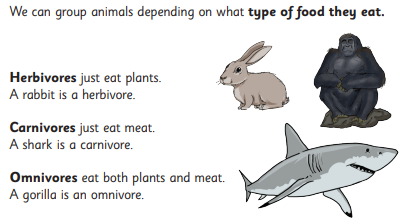 We can group animals depending on what type of food they eat.
Herbivores just eat plants.
A rabbit is a herbivore.
Carnivores just eat meat.
A shark is a carnivore.
Omnivores eat both plants and meat.
A gorilla is an omnivore.